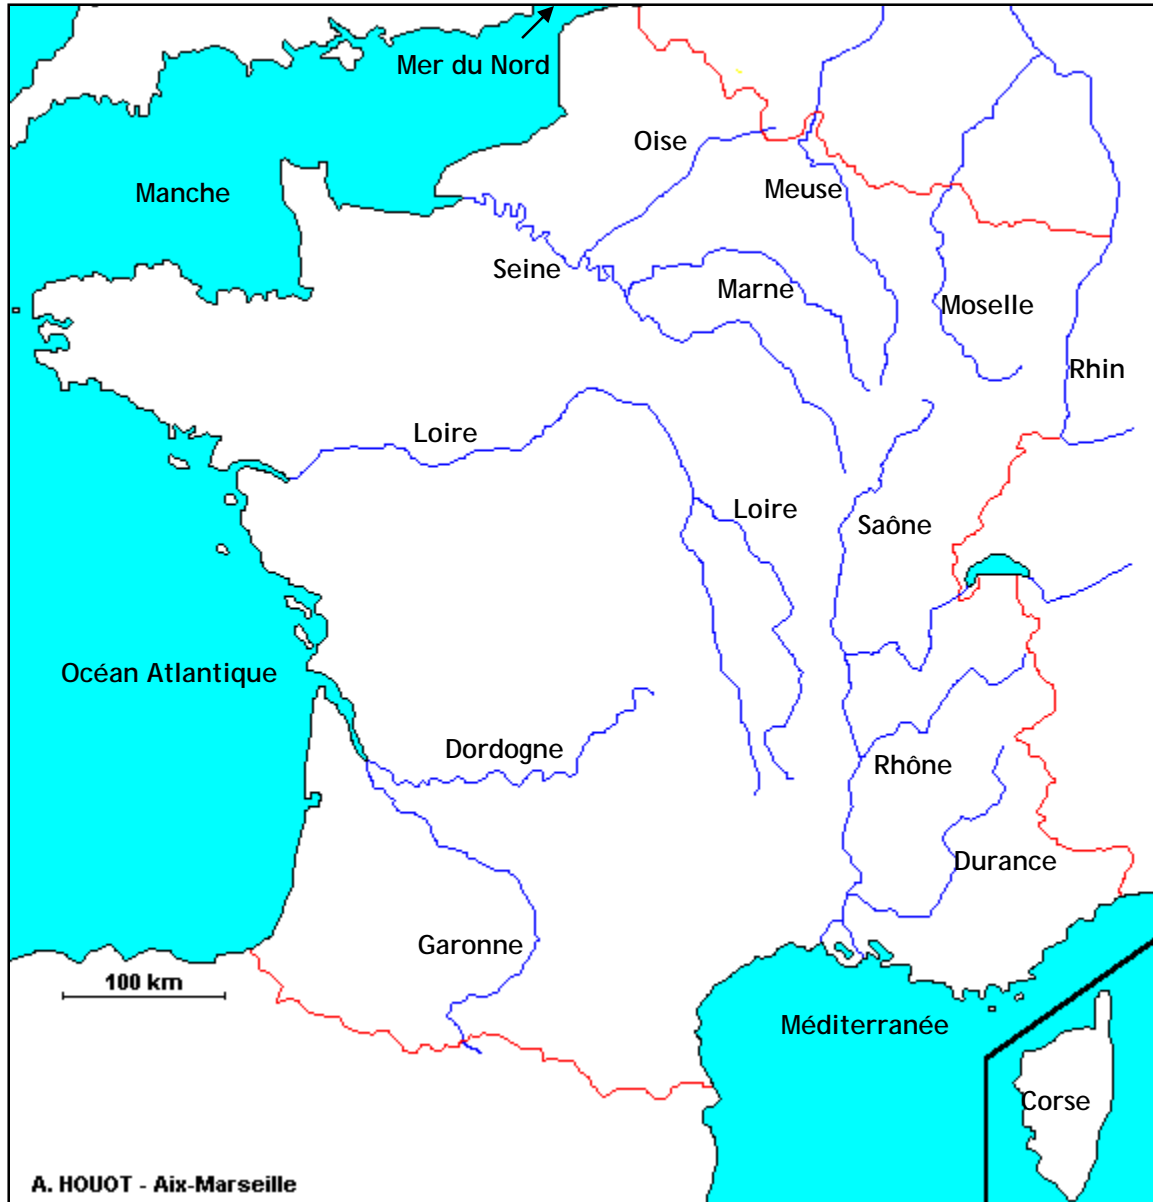 Mer du Nord
Oise
Manche
Meuse
Seine
Marne
Moselle
Rhin
Loire
Loire
Saône
Océan Atlantique
Dordogne
Rhône
Durance
Garonne
100 km
Méditerranée
Corse
A. HOUOT - Aix-Marseille